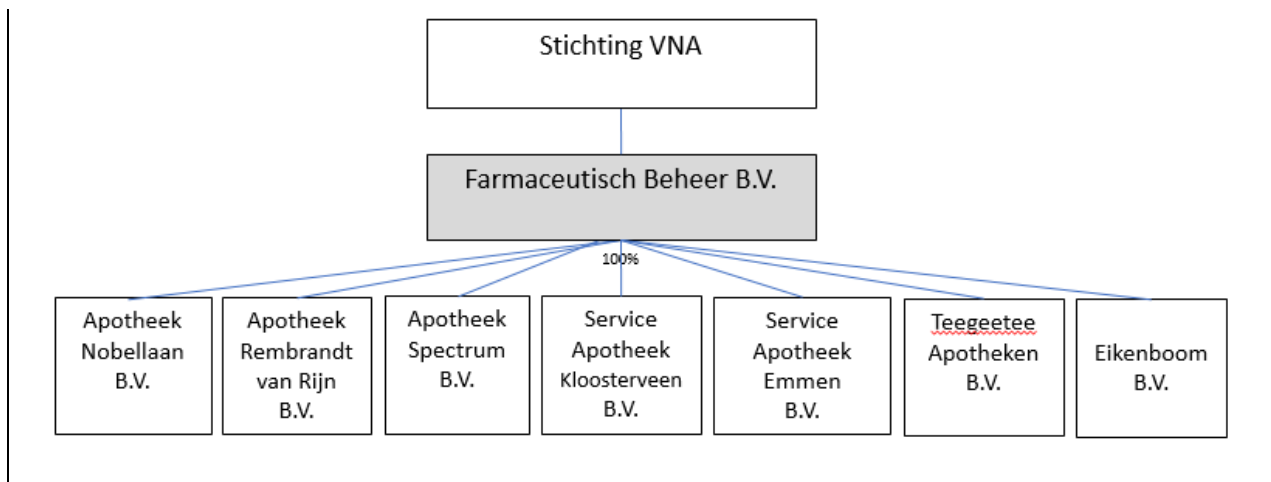 Stichting VNA
Farmaceutisch Beheer B.V.
100%
Apotheek
Nobellaan
B.V.
Apotheek
Rembrandt
van Rijn
B.V.
Apotheek
Spectrum
B.V.
Service
Apotheek
Kloosterveen
B.V.
Service
Apotheek
Emmen
B.V.
Teegeetee
Apotheken
B.V.
Eikenboom
B.V.